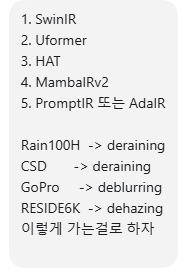 1. SwinIR
2. Uformer
3. HAT
4. MambaIRv2
5. PromptIR 또는 AdaIR

Rain100H -> deraining
CSD -> deraining
GoPro -> deblurring
RESIDE6K -> dehazing
이렇게 가는걸로 하자